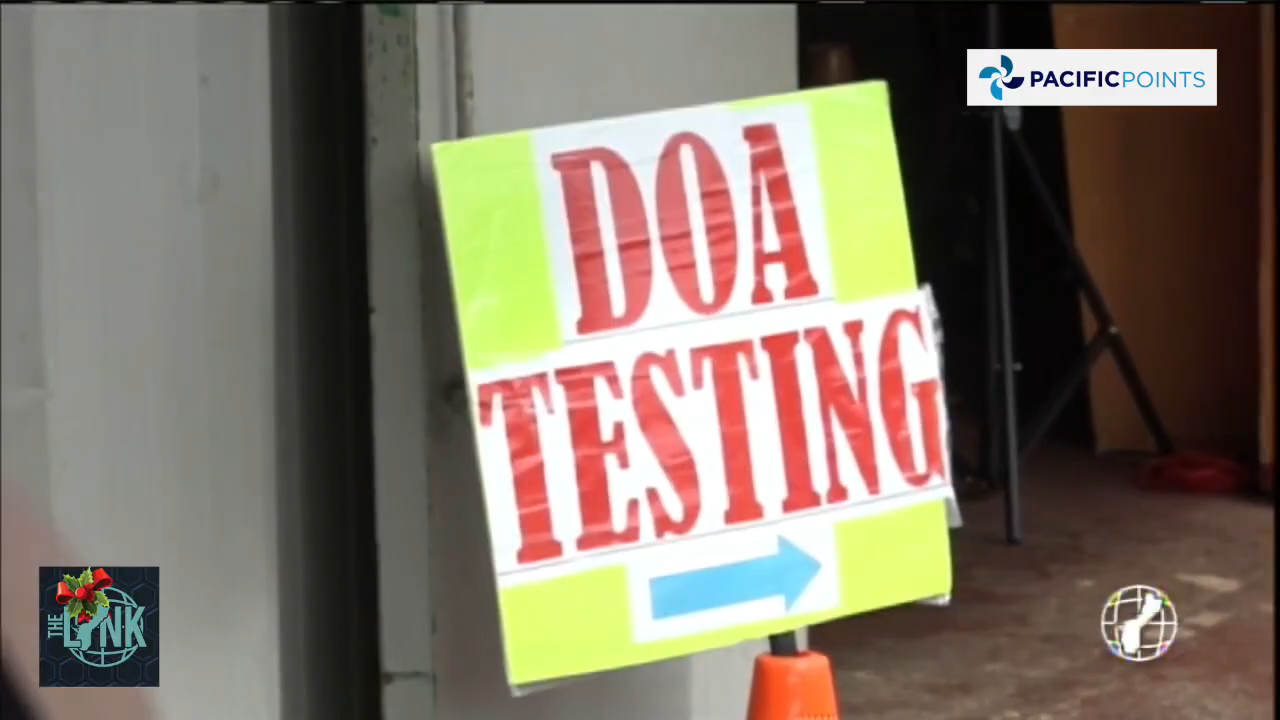 PACIFICPOINTS
DOA
TESTING
THE
LYNK